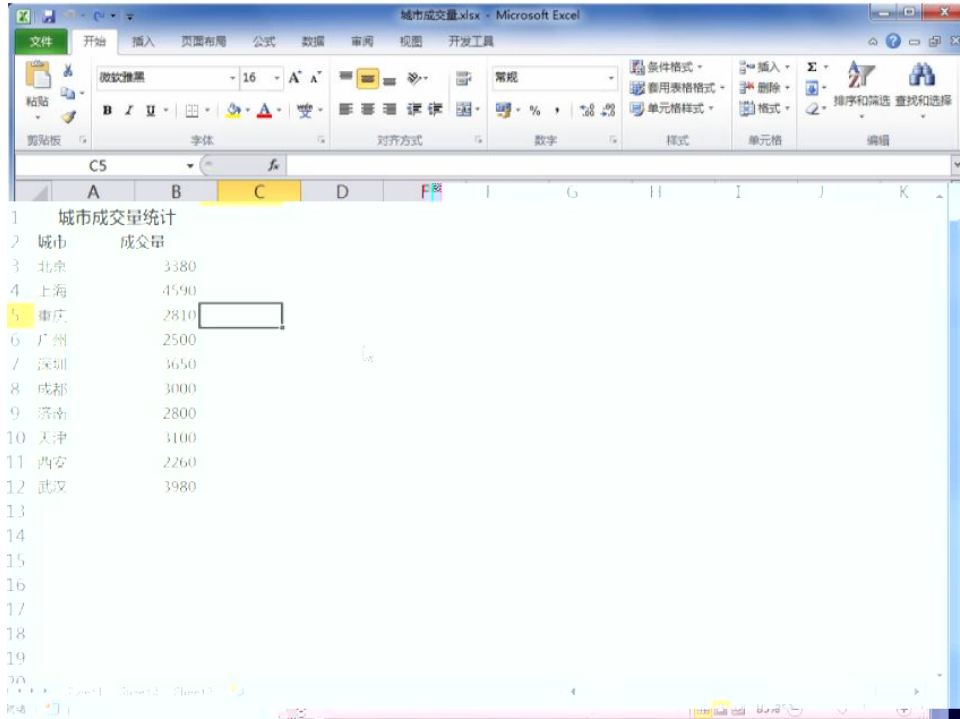 城市成交量.xlsx - Microsoft Excel
文件 开始 插入 页面布局 公式 数据 审阅 视图 开发工具
微软雅黑 16 A A 常规 条件格式 插入 Σ
粘贴 套用表格格式 删除 排序和筛选 查找和选择
B I U A % , 单元格样式 格式
剪贴板 字体 对齐方式 数字 样式 单元格 编辑
C5 fx
A B C D F G H I J K
1 城市成交量统计
2 城市 成交量
3 北京 3380
4 上海 4590
5 重庆 2810
6 广州 2500
7 深圳 3650
8 成都 3000
9 济南 2800
10 天津 3100
11 西安 2260
12 武汉 3980
13
14
15
16
17
18
19
20